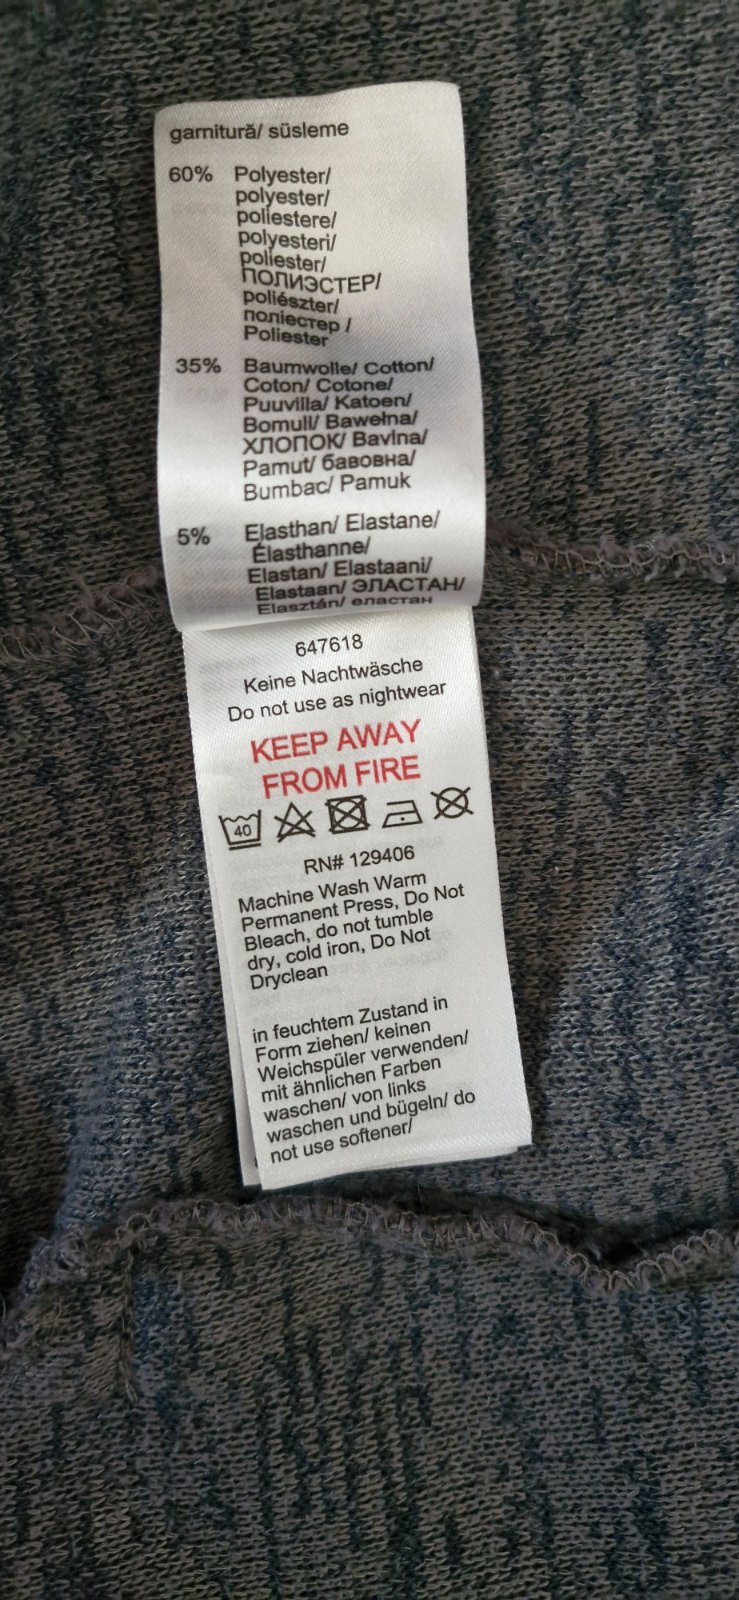 garnitură/ süsleme
60% Polyester/
polyester/
poliestere/
polyesteri/
poliester/
ПОЛИЭСТЕР/
poliészter/
поліестер /
Poliester
35% Baumwolle/ Cotton/
Coton/ Cotone/
Puuvilla/ Katoen/
Bomull/ Bawełna/
ХЛОПОК/ Bavlna/
Pamut/ бавовна/
Bumbac/ Pamuk
5% Elasthan/ Elastane/
Élasthanne/
Elastan/ Elastaani/
Elastaan/ ЭЛАСТАН/
Elasztán/ еластан
647618
Keine Nachtwäsche
Do not use as nightwear
KEEP AWAY
FROM FIRE
40
RN# 129406
Machine Wash Warm
Permanent Press, Do Not
Bleach, do not tumble
dry, cold iron, Do Not
Dryclean
in feuchtem Zustand in
Form ziehen/ keinen
Weichspüler verwenden/
mit ähnlichen Farben
waschen/ von links
waschen und bügeln/ do
not use softener/